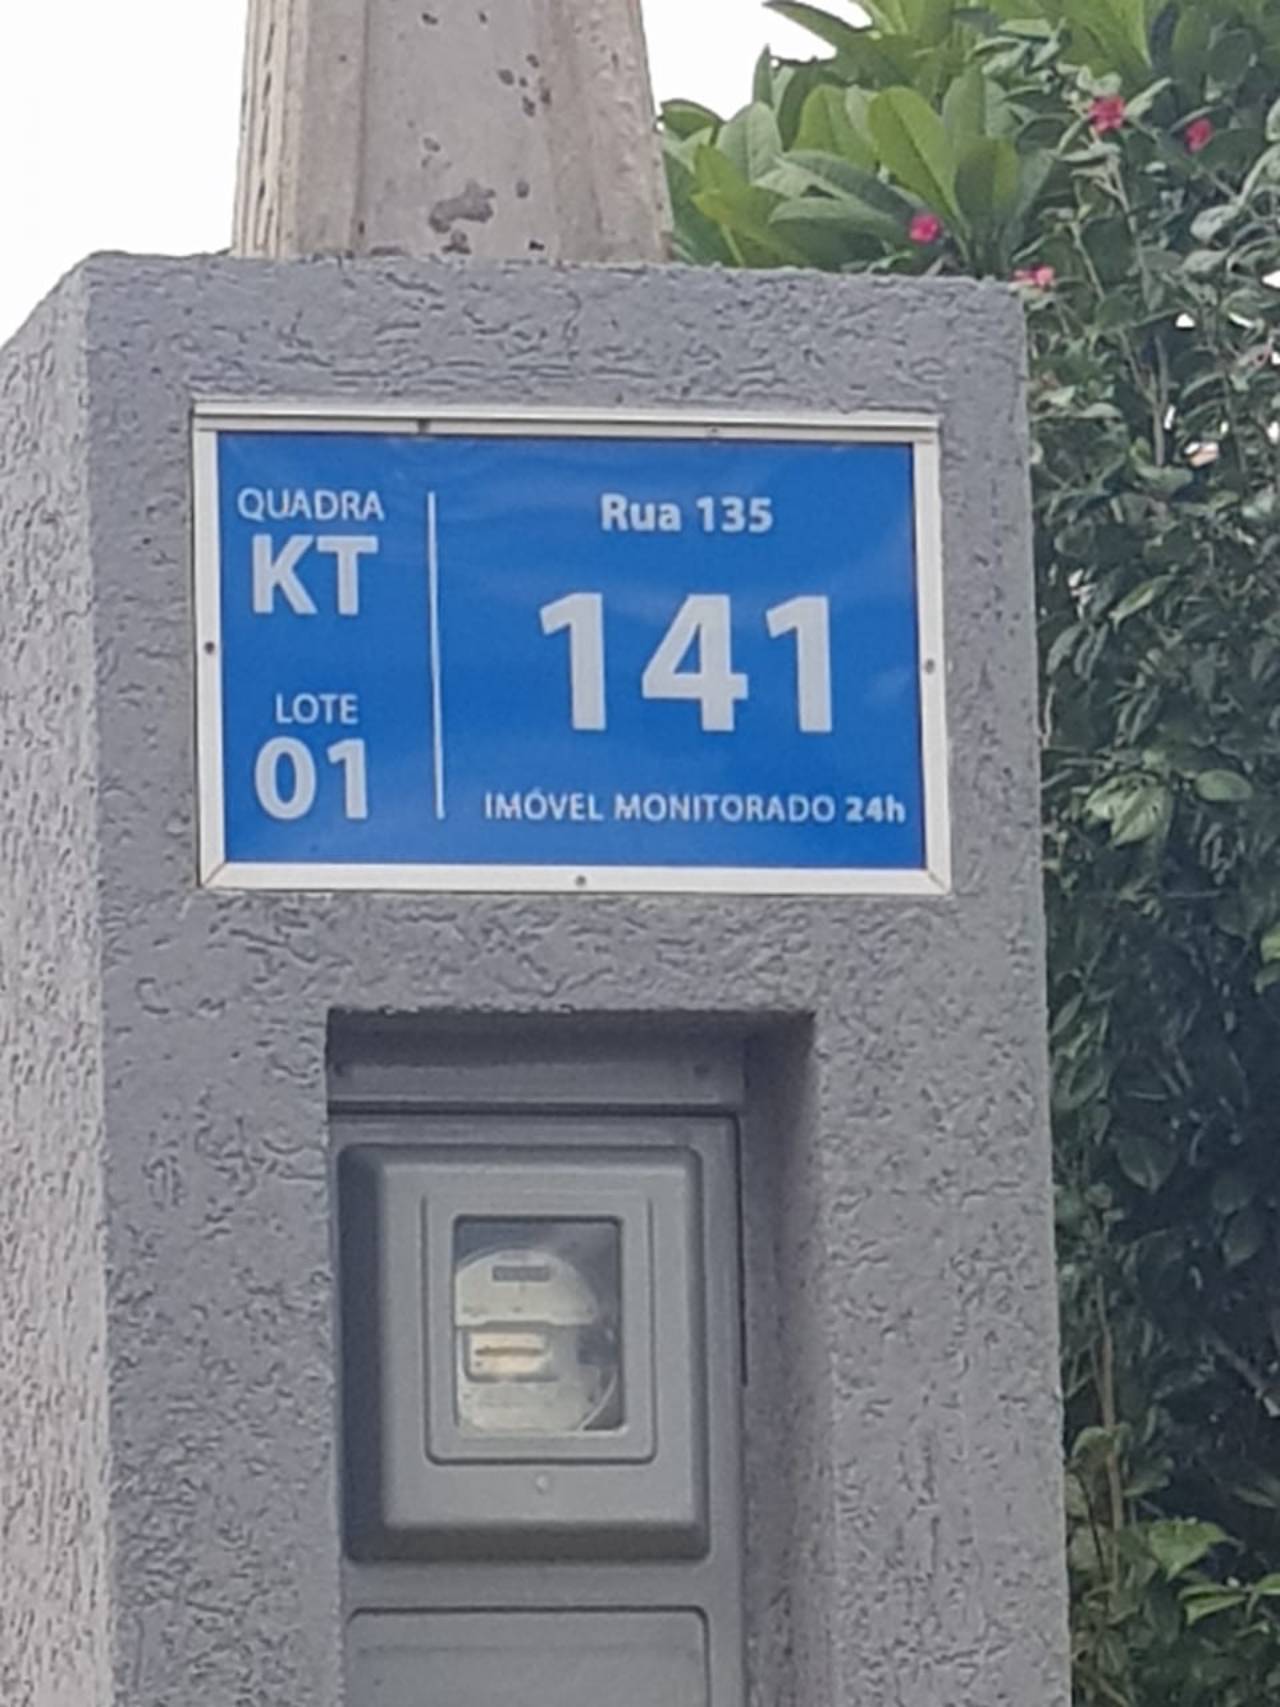 QUADRA
KT
LOTE
01
Rua 135
141
IMÓVEL MONITORADO 24h